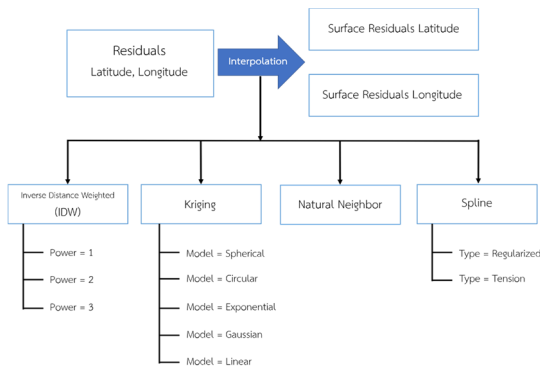 Residuals
Latitude, Longitude
Interpolation
Surface Residuals Latitude
Surface Residuals Longitude
Inverse Distance Weighted
(IDW)
Power = 1
Power = 2
Power = 3
Kriging
Model = Spherical
Model = Circular
Model = Exponential
Model = Gaussian
Model = Linear
Natural Neighbor
Spline
Type = Regularized
Type = Tension